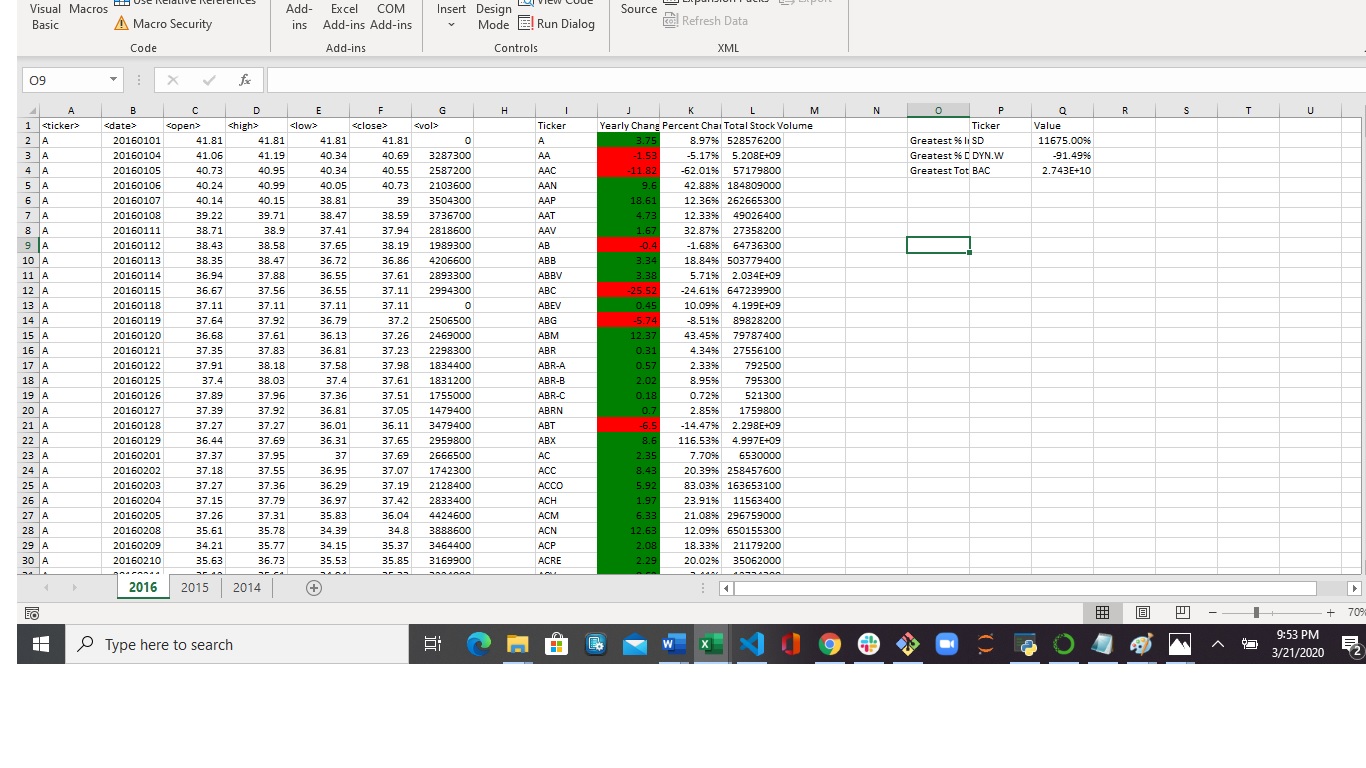 Visual Macros Use Relative References Add- Excel COM Insert Design View Code Source Expansion Packs Export
Basic Macro Security ins Add-ins Add-ins Mode Run Dialog Refresh Data
Code Add-ins Controls XML
O9 fx
A B C D E F G H I J K L M N O P Q R S T U
1 <ticker> <date> <open> <high> <low> <close> <vol> Ticker Yearly Chang Percent Cha Total Stock Volume Ticker Value
2 A 20160101 41.81 41.81 41.81 41.81 0 A 3.75 8.97% 528576200 Greatest % I SD 11675.00%
3 A 20160104 41.06 41.19 40.34 40.69 3287300 AA -1.53 -5.17% 5.208E+09 Greatest % D DYN.W -91.49%
4 A 20160105 40.73 40.95 40.34 40.55 2587200 AAC -11.82 -62.01% 57179800 Greatest Tot BAC 2.743E+10
5 A 20160106 40.24 40.99 40.05 40.73 2103600 AAN 9.6 42.88% 184809000
6 A 20160107 40.14 40.15 38.81 39 3504300 AAP 18.61 12.36% 262665300
7 A 20160108 39.22 39.71 38.47 38.59 3736700 AAT 4.73 12.33% 49026400
8 A 20160111 38.71 38.9 37.41 37.94 2818600 AAV 1.67 32.87% 27358200
9 A 20160112 38.43 38.58 37.65 38.19 1989300 AB -0.4 -1.68% 64736300
10 A 20160113 38.35 38.47 36.72 36.86 4206600 ABB 3.34 18.84% 503779400
11 A 20160114 36.94 37.88 36.55 37.61 2893300 ABBV 3.38 5.71% 2.034E+09
12 A 20160115 36.67 37.56 36.55 37.11 2994300 ABC -25.52 -24.61% 647239900
13 A 20160118 37.11 37.11 37.11 37.11 0 ABEV 0.45 10.09% 4.199E+09
14 A 20160119 37.64 37.92 36.79 37.2 2506500 ABG -5.74 -8.51% 89828200
15 A 20160120 36.68 37.61 36.13 37.26 2469000 ABM 12.37 43.45% 79787400
16 A 20160121 37.35 37.83 36.81 37.23 2298300 ABR 0.31 4.34% 27556100
17 A 20160122 37.91 38.18 37.58 37.98 1834400 ABR-A 0.57 2.33% 792500
18 A 20160125 37.4 38.03 37.4 37.61 1831200 ABR-B 2.02 8.95% 795300
19 A 20160126 37.89 37.96 37.36 37.51 1755000 ABR-C 0.18 0.72% 521300
20 A 20160127 37.39 37.92 36.81 37.05 1479400 ABRN 0.7 2.85% 1759800
21 A 20160128 37.27 37.27 36.01 36.11 3479400 ABT -6.5 -14.47% 2.298E+09
22 A 20160129 36.44 37.69 36.31 37.65 2959800 ABX 8.6 116.53% 4.997E+09
23 A 20160201 37.37 37.95 37 37.69 2666500 AC 2.35 7.70% 6530000
24 A 20160202 37.18 37.55 36.95 37.07 1742300 ACC 8.43 20.39% 258457600
25 A 20160203 37.27 37.36 36.29 37.19 2128400 ACCO 5.92 83.03% 163653100
26 A 20160204 37.15 37.79 36.97 37.42 2833400 ACH 1.97 23.91% 11563400
27 A 20160205 37.26 37.31 35.83 36.04 4424600 ACM 6.33 21.08% 296759000
28 A 20160208 35.61 35.78 34.39 34.8 3888600 ACN 12.63 12.09% 650155300
29 A 20160209 34.21 35.77 34.15 35.37 3464400 ACP 2.08 18.33% 21179200
30 A 20160210 35.63 36.73 35.53 35.85 3169900 ACRE 2.29 20.02% 35062000
2016 2015 2014
70%
Type here to search 9:53 PM
3/21/2020 2